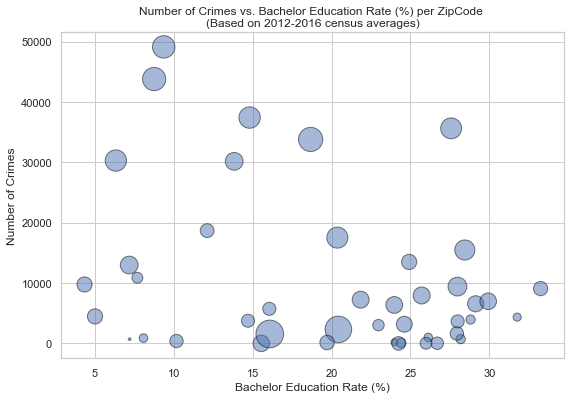 Number of Crimes vs. Bachelor Education Rate (%) per ZipCode
(Based on 2012-2016 census averages)
50000
40000
30000
20000
10000
0
Number of Crimes
5 10 15 20 25 30
Bachelor Education Rate (%)